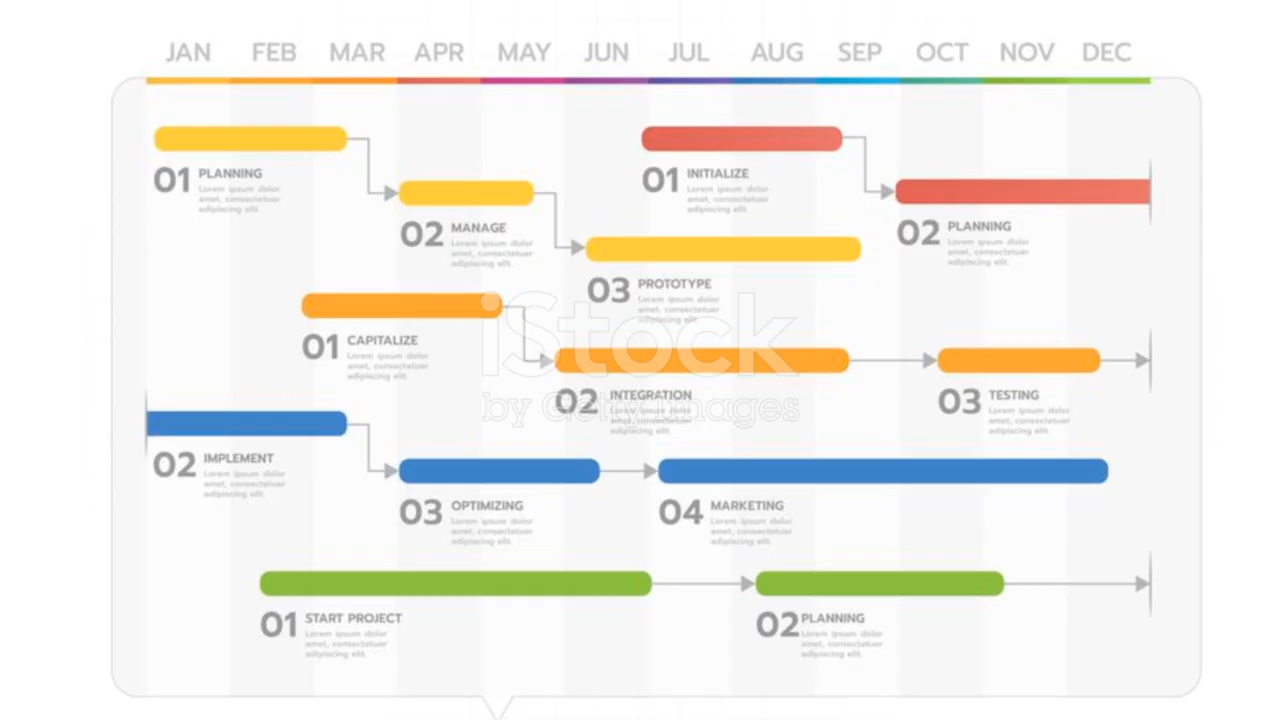 JAN FEB MAR APR MAY JUN JUL AUG SEP OCT NOV DEC
01 PLANNING
Lorem ipsum dolor
amet, consectetuer
adipiscing elit
01 INITIALIZE
Lorem ipsum dolor
amet, consectetuer
adipiscing elit
02 MANAGE
Lorem ipsum dolor
amet, consectetuer
adipiscing elit
02 PLANNING
Lorem ipsum dolor
amet, consectetuer
adipiscing elit
03 PROTOTYPE
Lorem ipsum dolor
amet, consectetuer
adipiscing elit
01 CAPITALIZE
Lorem ipsum dolor
amet, consectetuer
adipiscing elit
iStock
by Getty Images
02 INTEGRATION
Lorem ipsum dolor
amet, consectetuer
adipiscing elit
03 TESTING
Lorem ipsum dolor
amet, consectetuer
adipiscing elit
02 IMPLEMENT
Lorem ipsum dolor
amet, consectetuer
adipiscing elit
03 OPTIMIZING
Lorem ipsum dolor
amet, consectetuer
adipiscing elit
04 MARKETING
Lorem ipsum dolor
amet, consectetuer
adipiscing elit
01 START PROJECT
Lorem ipsum dolor
amet, consectetuer
adipiscing elit
02 PLANNING
Lorem ipsum dolor
amet, consectetuer
adipiscing elit